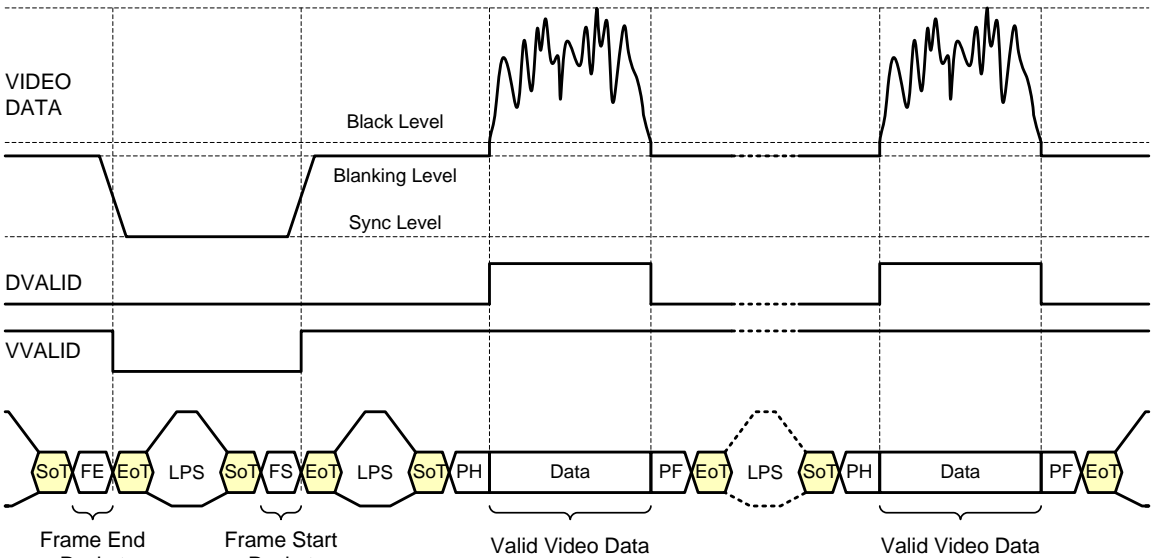 VIDEO
DATA
Black Level
Blanking Level
Sync Level
DVALID
VVALID
SoT FE EoT LPS SoT FS EoT LPS SoT PH Data PF EoT LPS SoT PH Data PF EoT
Frame End
Frame Start
Valid Video Data
Valid Video Data